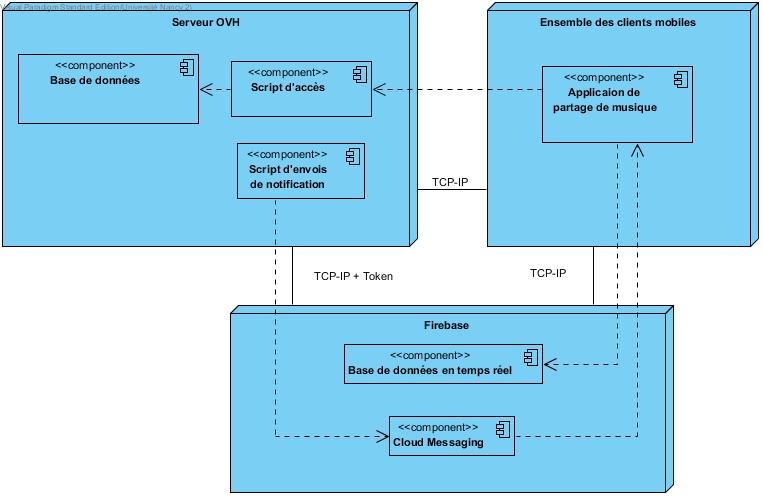 Visual Paradigm Standard Edition(Université Nancy 2)
Serveur OVH
<<component>>
Base de données
<<component>>
Script d'accès
<<component>>
Script d'envois
de notification
Ensemble des clients mobiles
<<component>>
Applicaion de
partage de musique
TCP-IP
TCP-IP + Token
TCP-IP
Firebase
<<component>>
Base de données en temps réel
<<component>>
Cloud Messaging